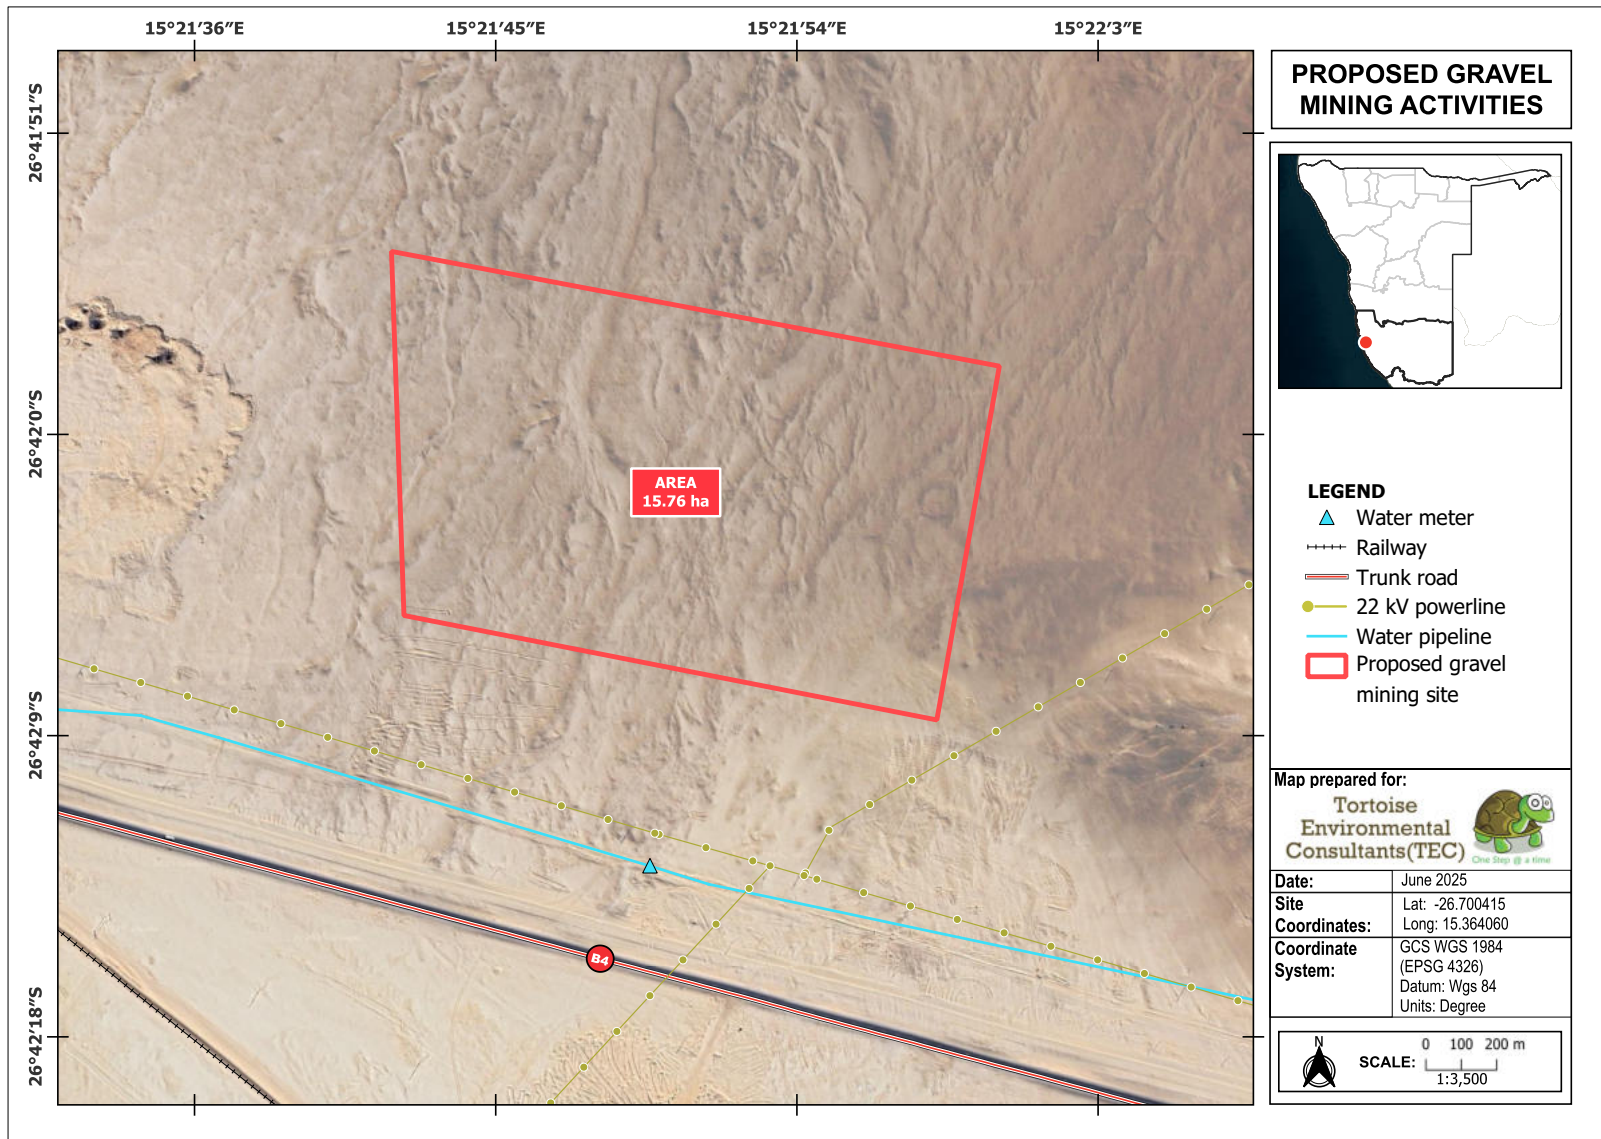 15°21′36″E
15°21′45″E
15°21′54″E
15°22′3″E
26°41′51″S
26°42′0″S
26°42′9″S
26°42′18″S
AREA
15.76 ha
B4
PROPOSED GRAVEL
MINING ACTIVITIES
LEGEND
Water meter
Railway
Trunk road
22 kV powerline
Water pipeline
Proposed gravel
mining site
Map prepared for:
Tortoise
Environmental
Consultants(TEC)
One Step @ a time
Date: June 2025
Site Lat: -26.700415
Coordinates: Long: 15.364060
Coordinate GCS WGS 1984
System: (EPSG 4326)
Datum: Wgs 84
Units: Degree
N
SCALE:
0 100 200 m
1:3,500